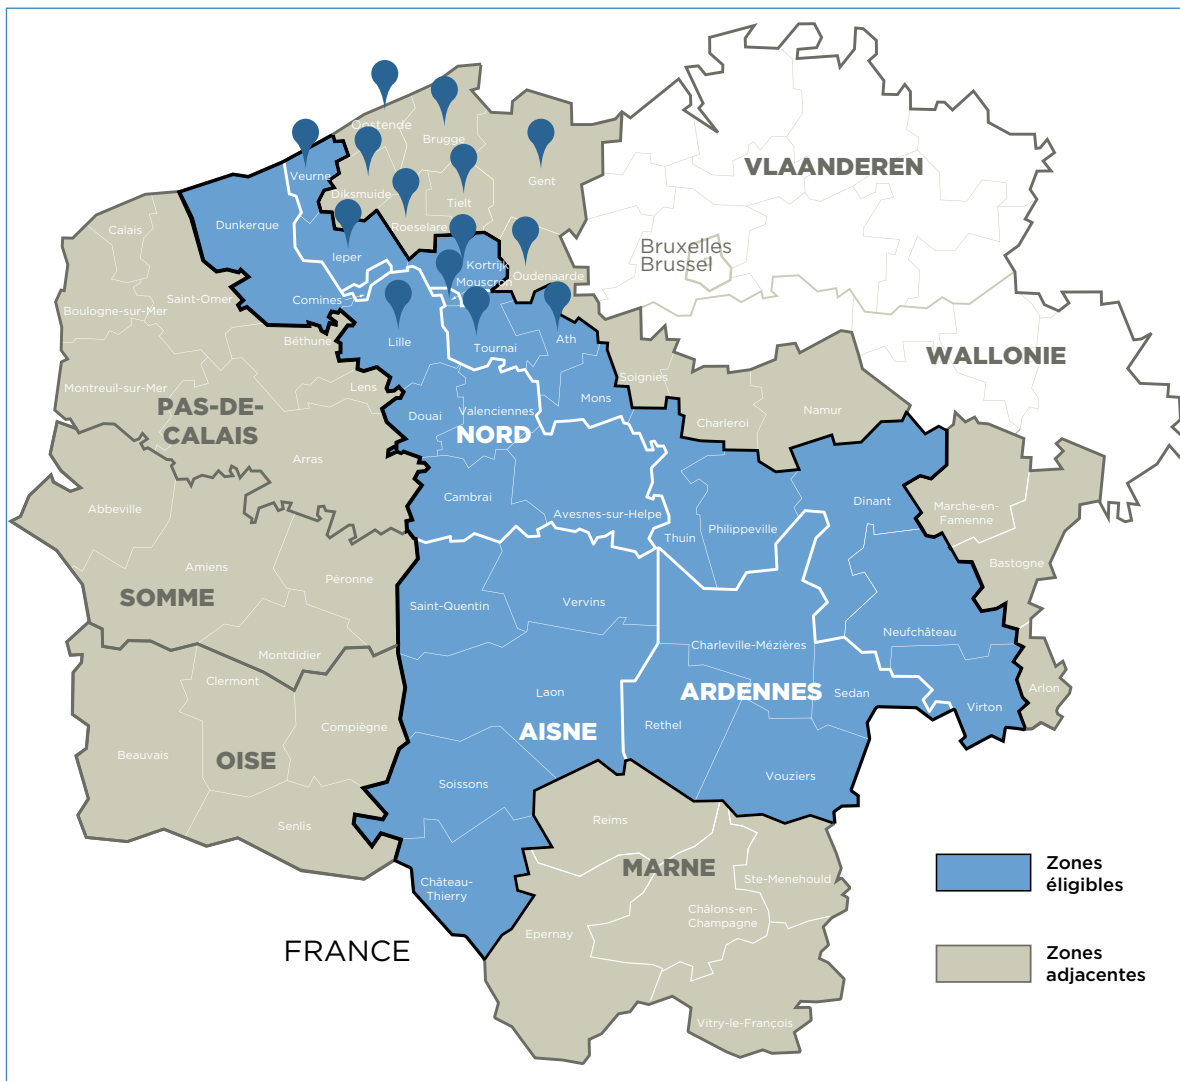 Oostende
Brugge
VLAANDEREN
Veurne
Gent
Diksmuide
Tielt
Calais
Dunkerque
Roeselare
Bruxelles
Brussel
Ieper
Kortrijk
Mouscron
Oudenaarde
Saint-Omer
Comines
Boulogne-sur-Mer
Béthune
Lille
Tournai
Ath
WALLONIE
Soignies
Montreuil-sur-Mer
Lens
PAS-DE-
CALAIS
Douai
Valenciennes
Mons
Namur
Charleroi
NORD
Arras
Abbeville
Cambrai
Avesnes-sur-Helpe
Philippeville
Thuin
Dinant
Marche-en-
Famenne
Bastogne
Amiens
Péronne
SOMME
Saint-Quentin
Vervins
Neufchâteau
Montdidier
Charleville-Mézières
Clermont
Laon
ARDENNES
Sedan
Arlon
Virton
Compiègne
Rethel
AISNE
Beauvais
OISE
Soissons
Vouziers
Senlis
Reims
MARNE
Château-
Thierry
Ste-Menehould
Châlons-en-
Champagne
Epernay
FRANCE
Vitry-le-François
Zones
éligibles
Zones
adjacentes